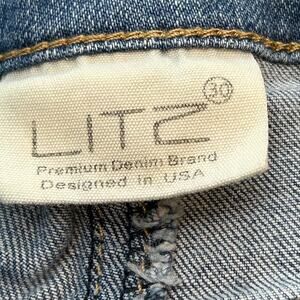 30
LITZ
Premium Denim Brand
Designed in USA